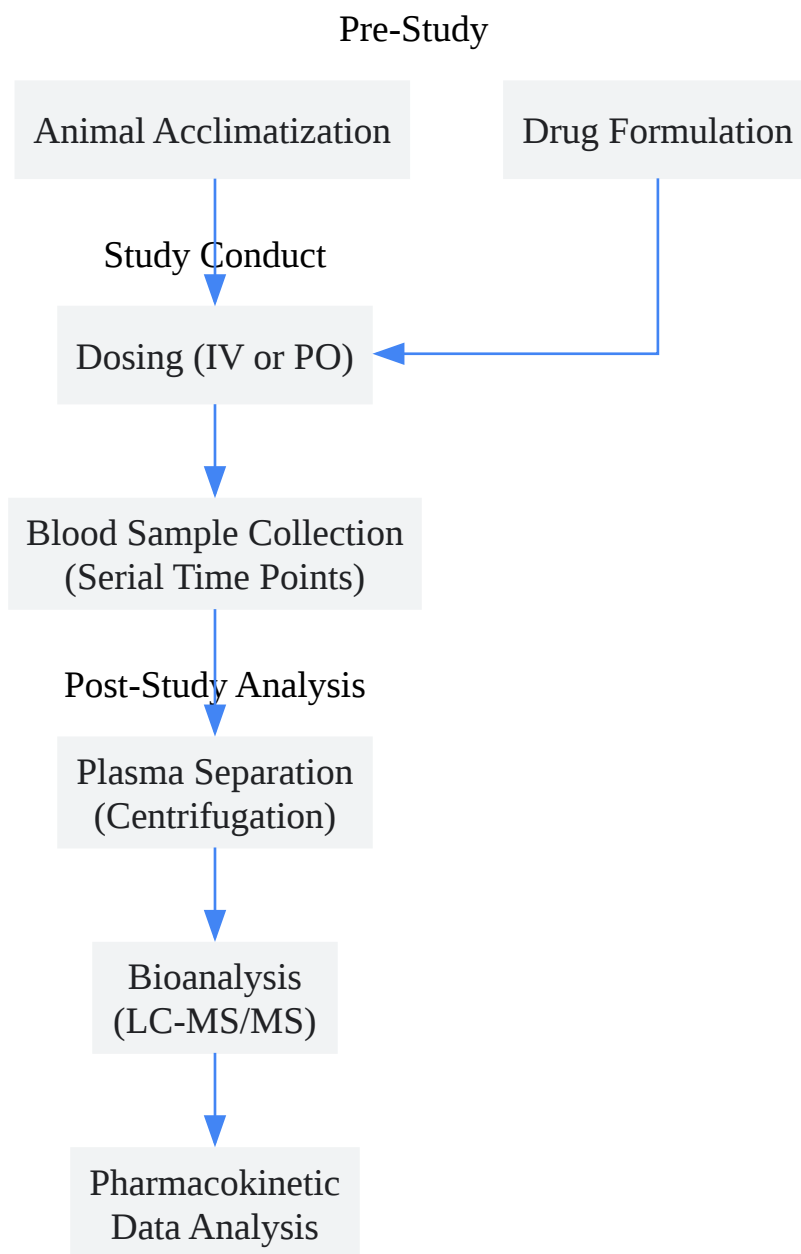 Pre-Study
Animal Acclimatization
Drug Formulation
Study Conduct
Dosing (IV or PO)
Blood Sample Collection
(Serial Time Points)
Post-Study Analysis
Plasma Separation
(Centrifugation)
Bioanalysis
(LC-MS/MS)
Pharmacokinetic
Data Analysis